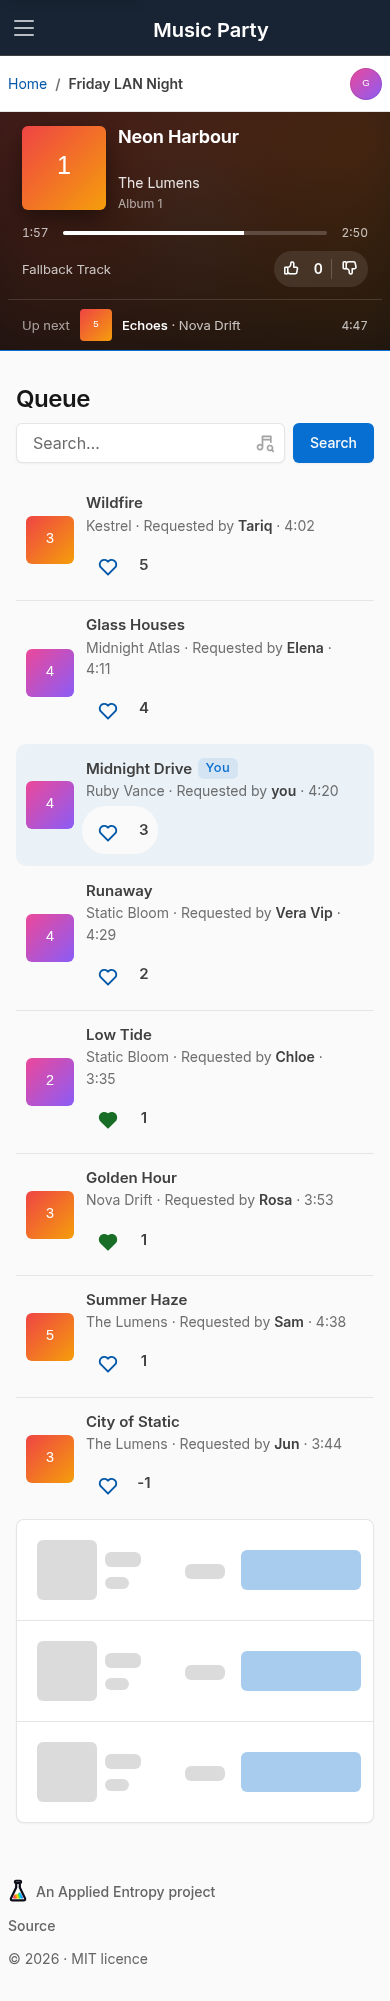 Music Party
Home / Friday LAN Night
G
1
Neon Harbour
The Lumens
Album 1
1:57
2:50
Fallback Track
0
Up next
5
Echoes · Nova Drift
4:47
Queue
Search...
Search
3
Wildfire
Kestrel · Requested by Tariq · 4:02
5
4
Glass Houses
Midnight Atlas · Requested by Elena ·
4:11
4
4
Midnight Drive You
Ruby Vance · Requested by you · 4:20
3
4
Runaway
Static Bloom · Requested by Vera Vip ·
4:29
2
2
Low Tide
Static Bloom · Requested by Chloe ·
3:35
1
3
Golden Hour
Nova Drift · Requested by Rosa · 3:53
1
5
Summer Haze
The Lumens · Requested by Sam · 4:38
1
3
City of Static
The Lumens · Requested by Jun · 3:44
-1
An Applied Entropy project
Source
© 2026 · MIT licence